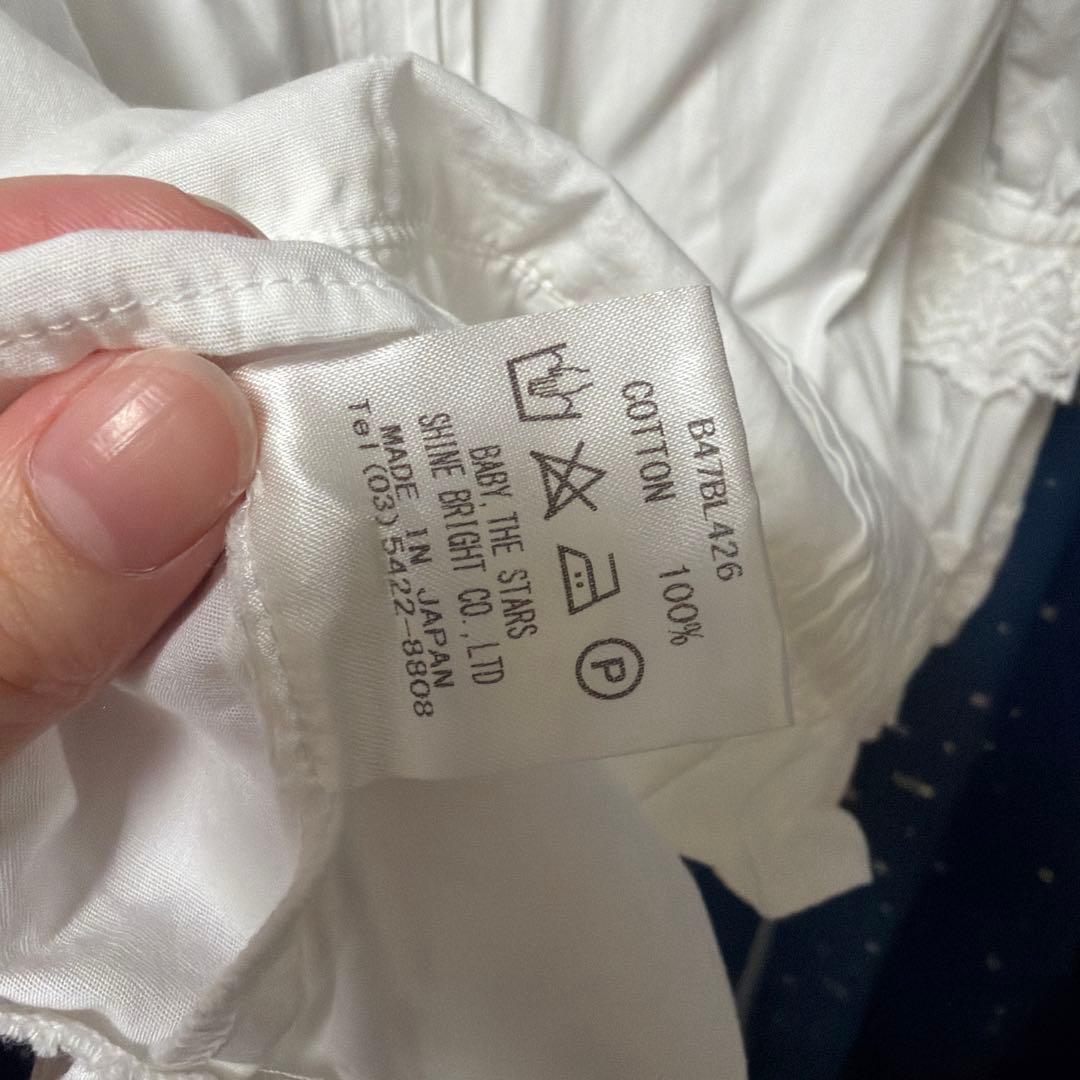 B47BL426
COTTON 100%
P
BABY, THE STARS
SHINE BRIGHT CO.,LTD
MADE IN JAPAN
Tel (03)5422-8808